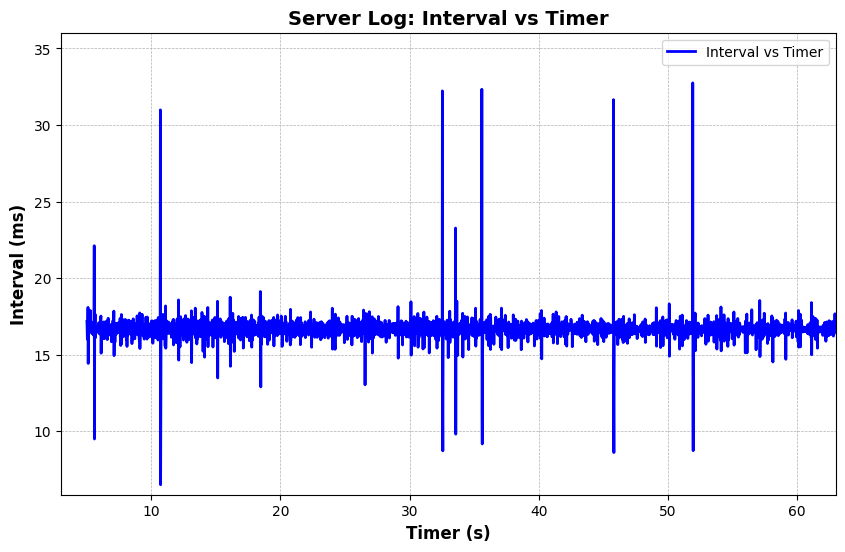 Server Log: Interval vs Timer
Interval vs Timer
35
30
25
20
15
10
Interval (ms)
10 20 30 40 50 60
Timer (s)